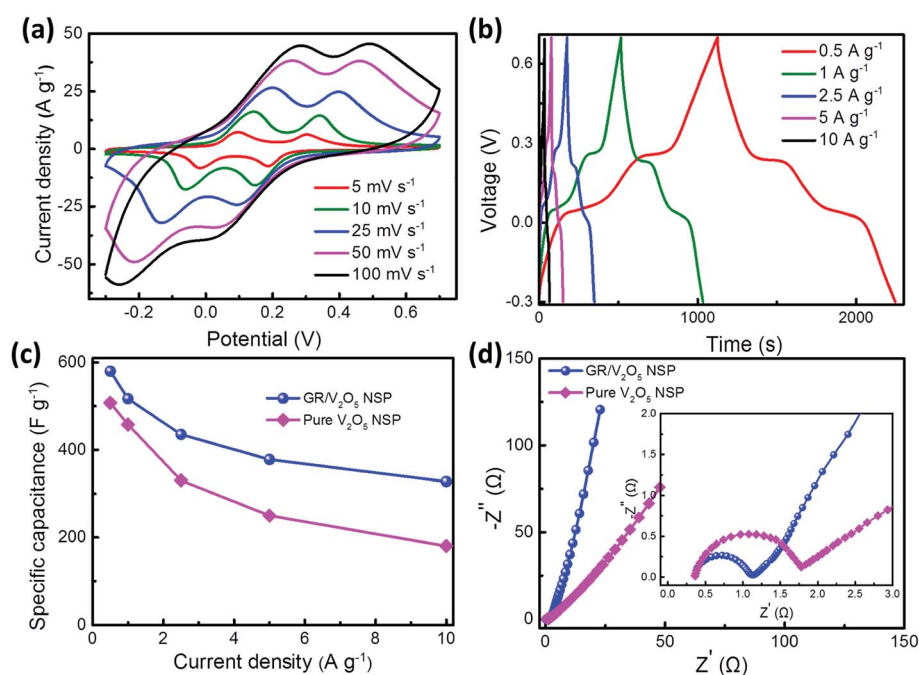 (a)
50
25
0
-25
-50
-0.2
0.0
0.2
0.4
0.6
Current density (A g⁻¹)
Potential (V)
5 mV s⁻¹
10 mV s⁻¹
25 mV s⁻¹
50 mV s⁻¹
100 mV s⁻¹
(b)
0.6
0.3
0.0
-0.3
0
1000
2000
Voltage (V)
Time (s)
0.5 A g⁻¹
1 A g⁻¹
2.5 A g⁻¹
5 A g⁻¹
10 A g⁻¹
(c)
600
400
200
0
0
2
4
6
8
10
Specific capacitance (F g⁻¹)
Current density (A g⁻¹)
GR/V₂O₅ NSP
Pure V₂O₅ NSP
(d)
150
100
50
0
0
50
100
150
-Z" (Ω)
Z' (Ω)
GR/V₂O₅ NSP
Pure V₂O₅ NSP
2.0
1.5
1.0
0.5
0.0
0.0
0.5
1.0
1.5
2.0
2.5
3.0
-Z" (Ω)
Z' (Ω)